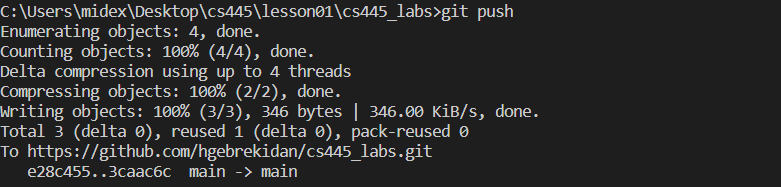 C:\Users\midex\Desktop\cs445\lesson01\cs445_labs>git push
Enumerating objects: 4, done.
Counting objects: 100% (4/4), done.
Delta compression using up to 4 threads
Compressing objects: 100% (2/2), done.
Writing objects: 100% (3/3), 346 bytes | 346.00 KiB/s, done.
Total 3 (delta 0), reused 1 (delta 0), pack-reused 0
To https://github.com/hgebrekidan/cs445_labs.git
   e28c455..3caac6c  main -> main